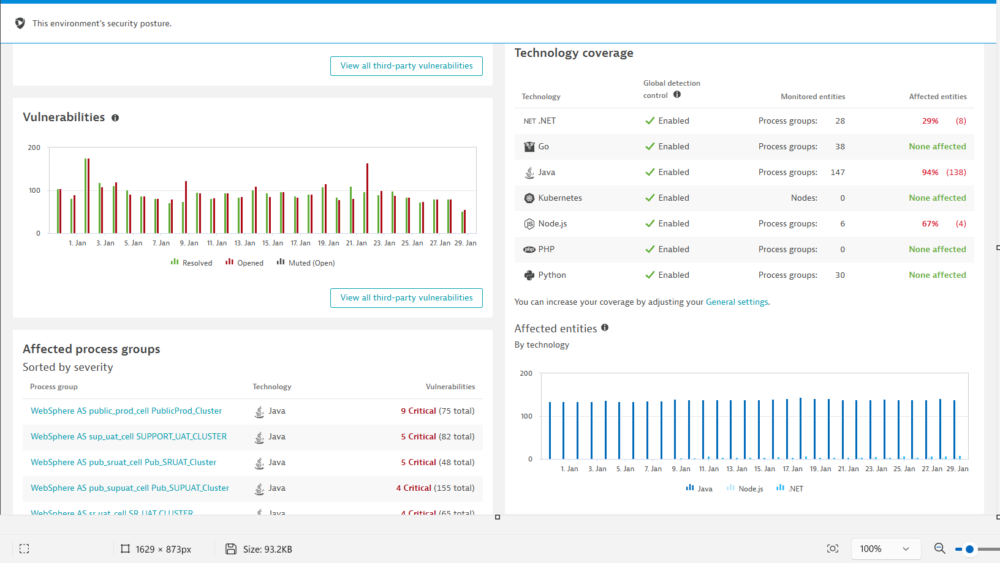 This environment's security posture.
View all third-party vulnerabilities
Vulnerabilities
200
100
0
1. Jan 3. Jan 5. Jan 7. Jan 9. Jan 11. Jan 13. Jan 15. Jan 17. Jan 19. Jan 21. Jan 23. Jan 25. Jan 27. Jan 29. Jan
Resolved Opened Muted (Open)
View all third-party vulnerabilities
Affected process groups
Sorted by severity
Process group Technology Vulnerabilities
WebSphere AS public_prod_cell PublicProd_Cluster Java 9 Critical (75 total)
WebSphere AS sup_uat_cell SUPPORT_UAT_CLUSTER Java 5 Critical (82 total)
WebSphere AS pub_sruat_cell Pub_SRUAT_Cluster Java 5 Critical (48 total)
WebSphere AS pub_supuat_cell Pub_SUPUAT_Cluster Java 4 Critical (155 total)
WebSphere AS sr_uat_cell SR_UAT_CLUSTER Java 4 Critical (65 total)
Technology coverage
Technology Global detection control Monitored entities Affected entities
.NET .NET Enabled Process groups: 28 29% (8)
Go Enabled Process groups: 38 None affected
Java Enabled Process groups: 147 94% (138)
Kubernetes Enabled Nodes: 0 None affected
JS Node.js Enabled Process groups: 6 67% (4)
php PHP Enabled Process groups: 0 None affected
Python Enabled Process groups: 30 None affected
You can increase your coverage by adjusting your General settings.
Affected entities
By technology
200
100
0
1. Jan 3. Jan 5. Jan 7. Jan 9. Jan 11. Jan 13. Jan 15. Jan 17. Jan 19. Jan 21. Jan 23. Jan 25. Jan 27. Jan 29. Jan
Java Node.js .NET
1629 × 873px Size: 93.2KB 100%